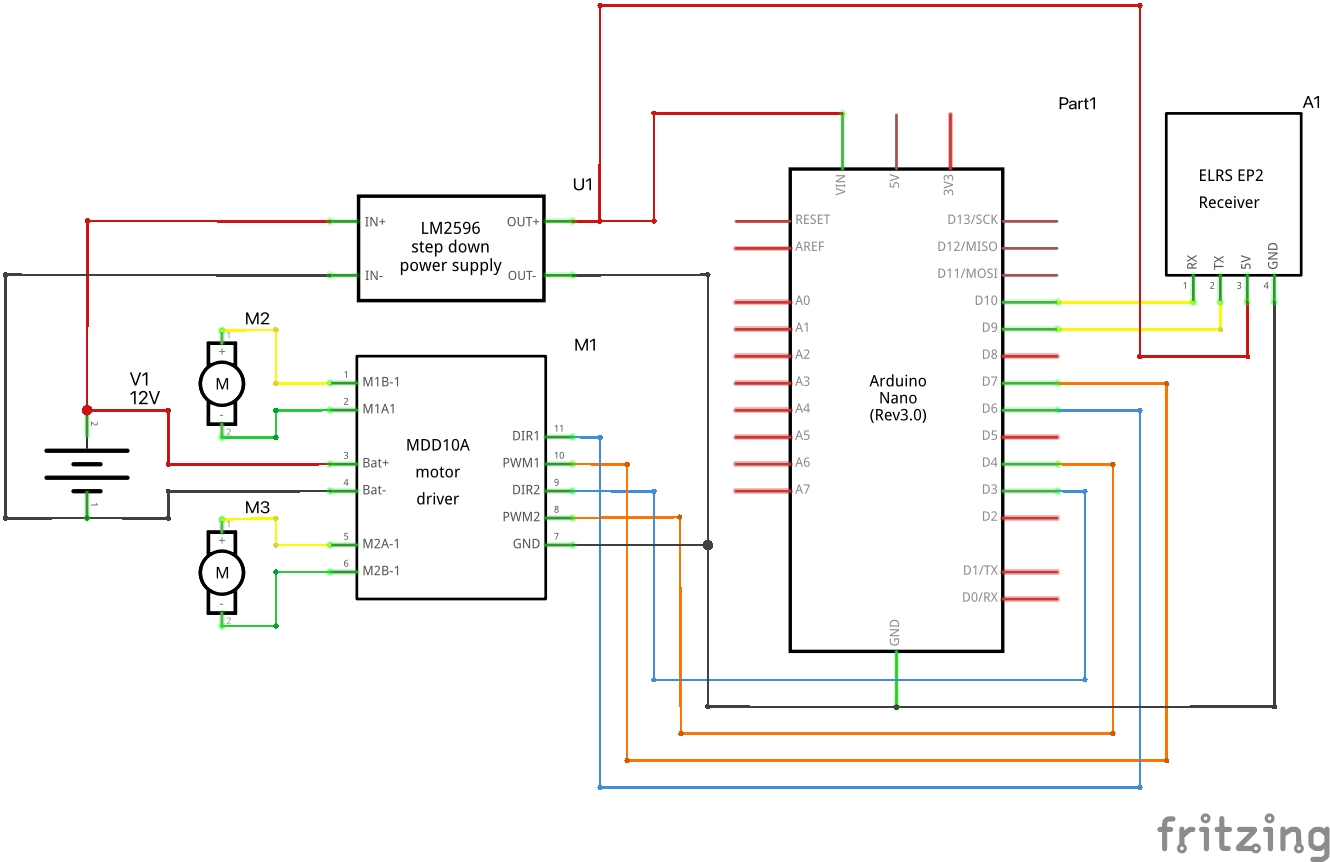 Part1
A1
U1
LM2596
step down
power supply
IN+
IN-
OUT+
OUT-
VIN
5V
3V3
RESET
AREF
A0
A1
A2
A3
A4
A5
A6
A7
Arduino
Nano
(Rev3.0)
D13/SCK
D12/MISO
D11/MOSI
D10
D9
D8
D7
D6
D5
D4
D3
D2
D1/TX
D0/RX
GND
ELRS EP2
Receiver
RX
TX
5V
GND
1
2
3
4
M2
1
+
M
-
2
V1
12V
2
1
M3
1
+
M
-
2
M1
MDD10A
motor
driver
1
M1B-1
2
M1A1
3
Bat+
4
Bat-
5
M2A-1
6
M2B-1
DIR1
11
PWM1
10
DIR2
9
PWM2
8
GND
7
fritzing